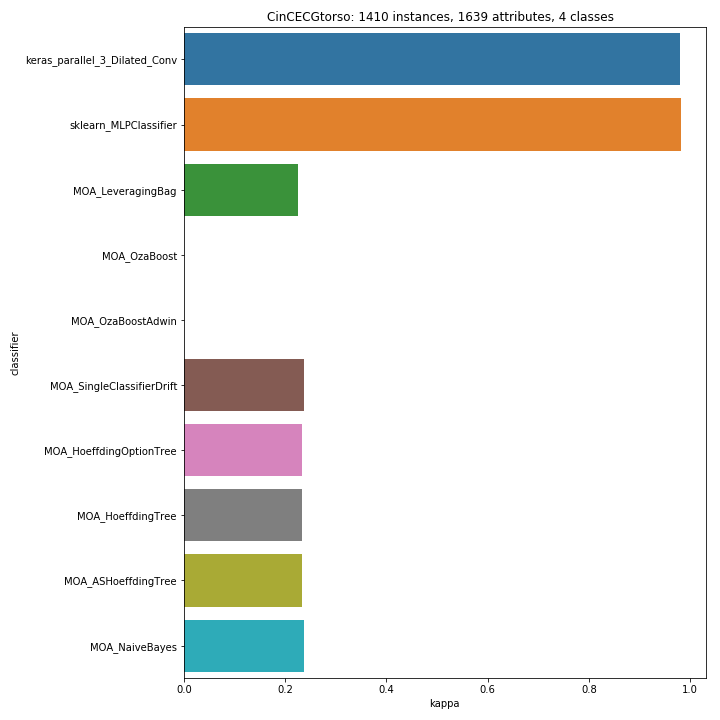 CinCECGtorso: 1410 instances, 1639 attributes, 4 classes
keras_parallel_3_Dilated_Conv
sklearn_MLPClassifier
MOA_LeveragingBag
MOA_OzaBoost
MOA_OzaBoostAdwin
classifier
MOA_SingleClassifierDrift
MOA_HoeffdingOptionTree
MOA_HoeffdingTree
MOA_ASHoeffdingTree
MOA_NaiveBayes
0.0 0.2 0.4 0.6 0.8 1.0
kappa